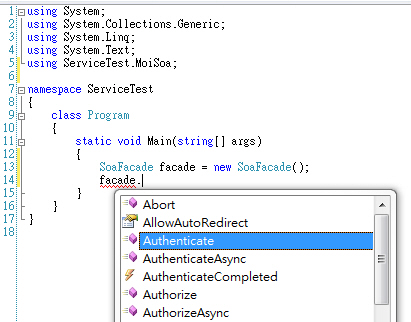 1 using System;
2 using System.Collections.Generic;
3 using System.Linq;
4 using System.Text;
5 using ServiceTest.MoiSoa;
6
7 namespace ServiceTest
8 {
9 class Program
10 {
11 static void Main(string[] args)
12 {
13 SoaFacade facade = new SoaFacade();
14 facade.
15 }
16 }
17 }
18
Abort
AllowAutoRedirect
Authenticate
AuthenticateAsync
AuthenticateCompleted
Authorize
AuthorizeAsync